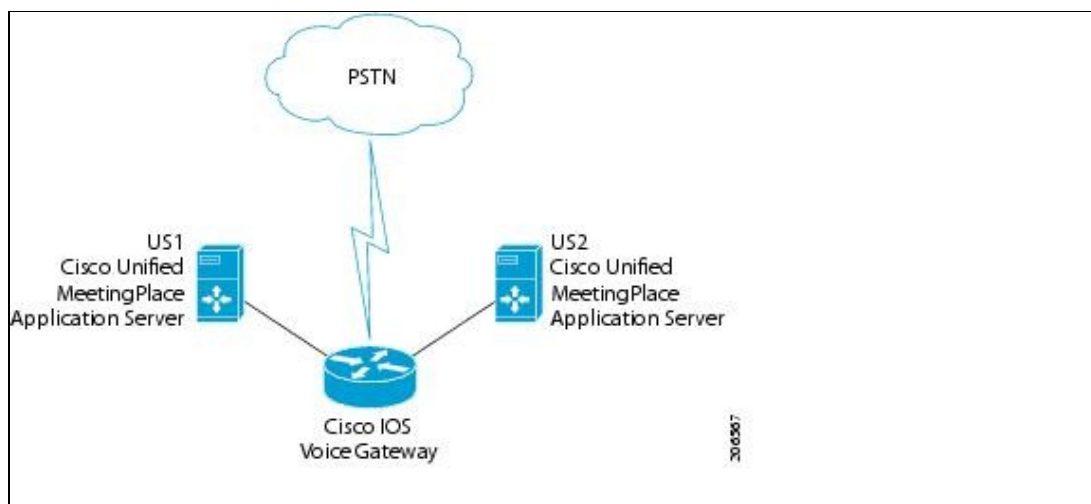 PSTN
US1
Cisco Unified
MeetingPlace
Application Server
US2
Cisco Unified
MeetingPlace
Application Server
Cisco IOS
Voice Gateway
206567